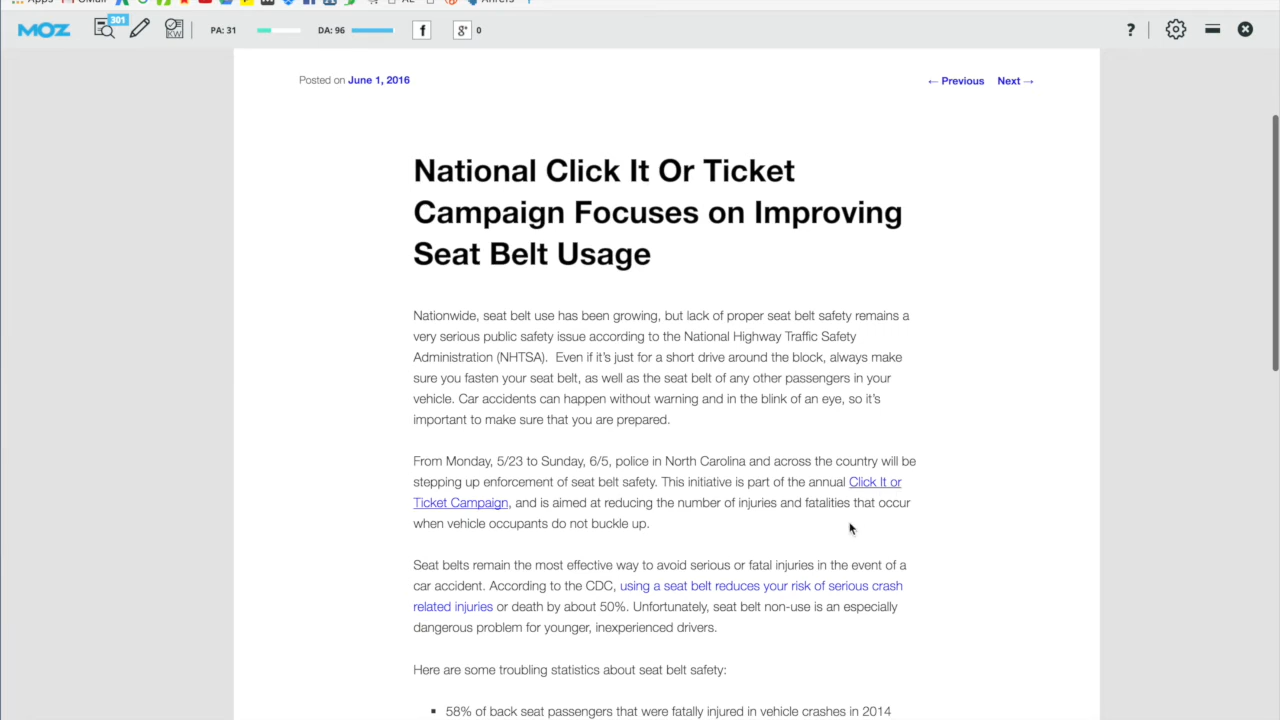 Apps Gmail Ahrefs
MOZ 301 KW PA: 31 DA: 96 f g+ 0 ?
Posted on June 1, 2016 ← Previous Next →
National Click It Or Ticket
Campaign Focuses on Improving
Seat Belt Usage
Nationwide, seat belt use has been growing, but lack of proper seat belt safety remains a
very serious public safety issue according to the National Highway Traffic Safety
Administration (NHTSA).  Even if it’s just for a short drive around the block, always make
sure you fasten your seat belt, as well as the seat belt of any other passengers in your
vehicle. Car accidents can happen without warning and in the blink of an eye, so it’s
important to make sure that you are prepared.
From Monday, 5/23 to Sunday, 6/5, police in North Carolina and across the country will be
stepping up enforcement of seat belt safety. This initiative is part of the annual Click It or
Ticket Campaign, and is aimed at reducing the number of injuries and fatalities that occur
when vehicle occupants do not buckle up.
Seat belts remain the most effective way to avoid serious or fatal injuries in the event of a
car accident. According to the CDC, using a seat belt reduces your risk of serious crash
related injuries or death by about 50%. Unfortunately, seat belt non-use is an especially
dangerous problem for younger, inexperienced drivers.
Here are some troubling statistics about seat belt safety:
▪ 58% of back seat passengers that were fatally injured in vehicle crashes in 2014